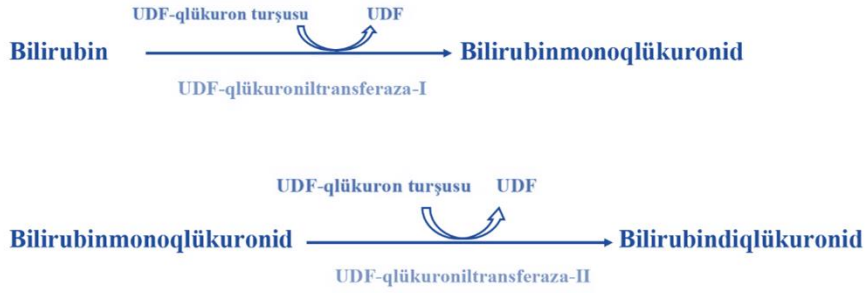 UDF-qlükuron turşusu UDF
Bilirubin Bilirubinmonoqlükuronid
UDF-qlükuroniltransferaza-I
UDF-qlükuron turşusu UDF
Bilirubinmonoqlükuronid Bilirubindiqlükuronid
UDF-qlükuroniltransferaza-II